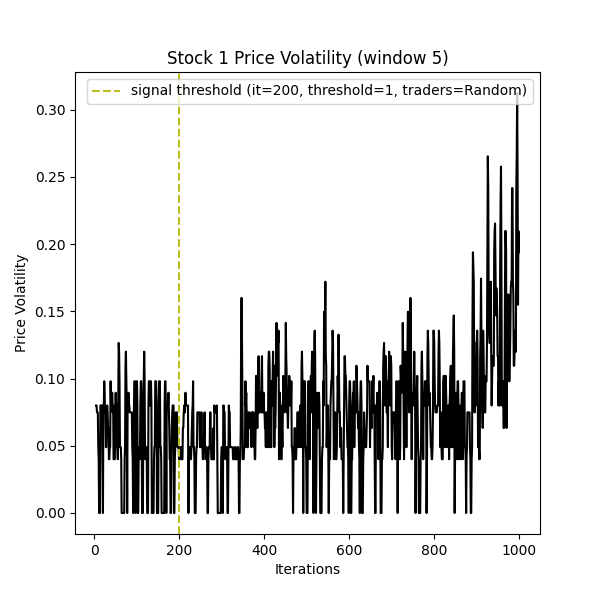 Stock 1 Price Volatility (window 5)
signal threshold (it=200, threshold=1, traders=Random)
Price Volatility
0.30
0.25
0.20
0.15
0.10
0.05
0.00
0 200 400 600 800 1000
Iterations